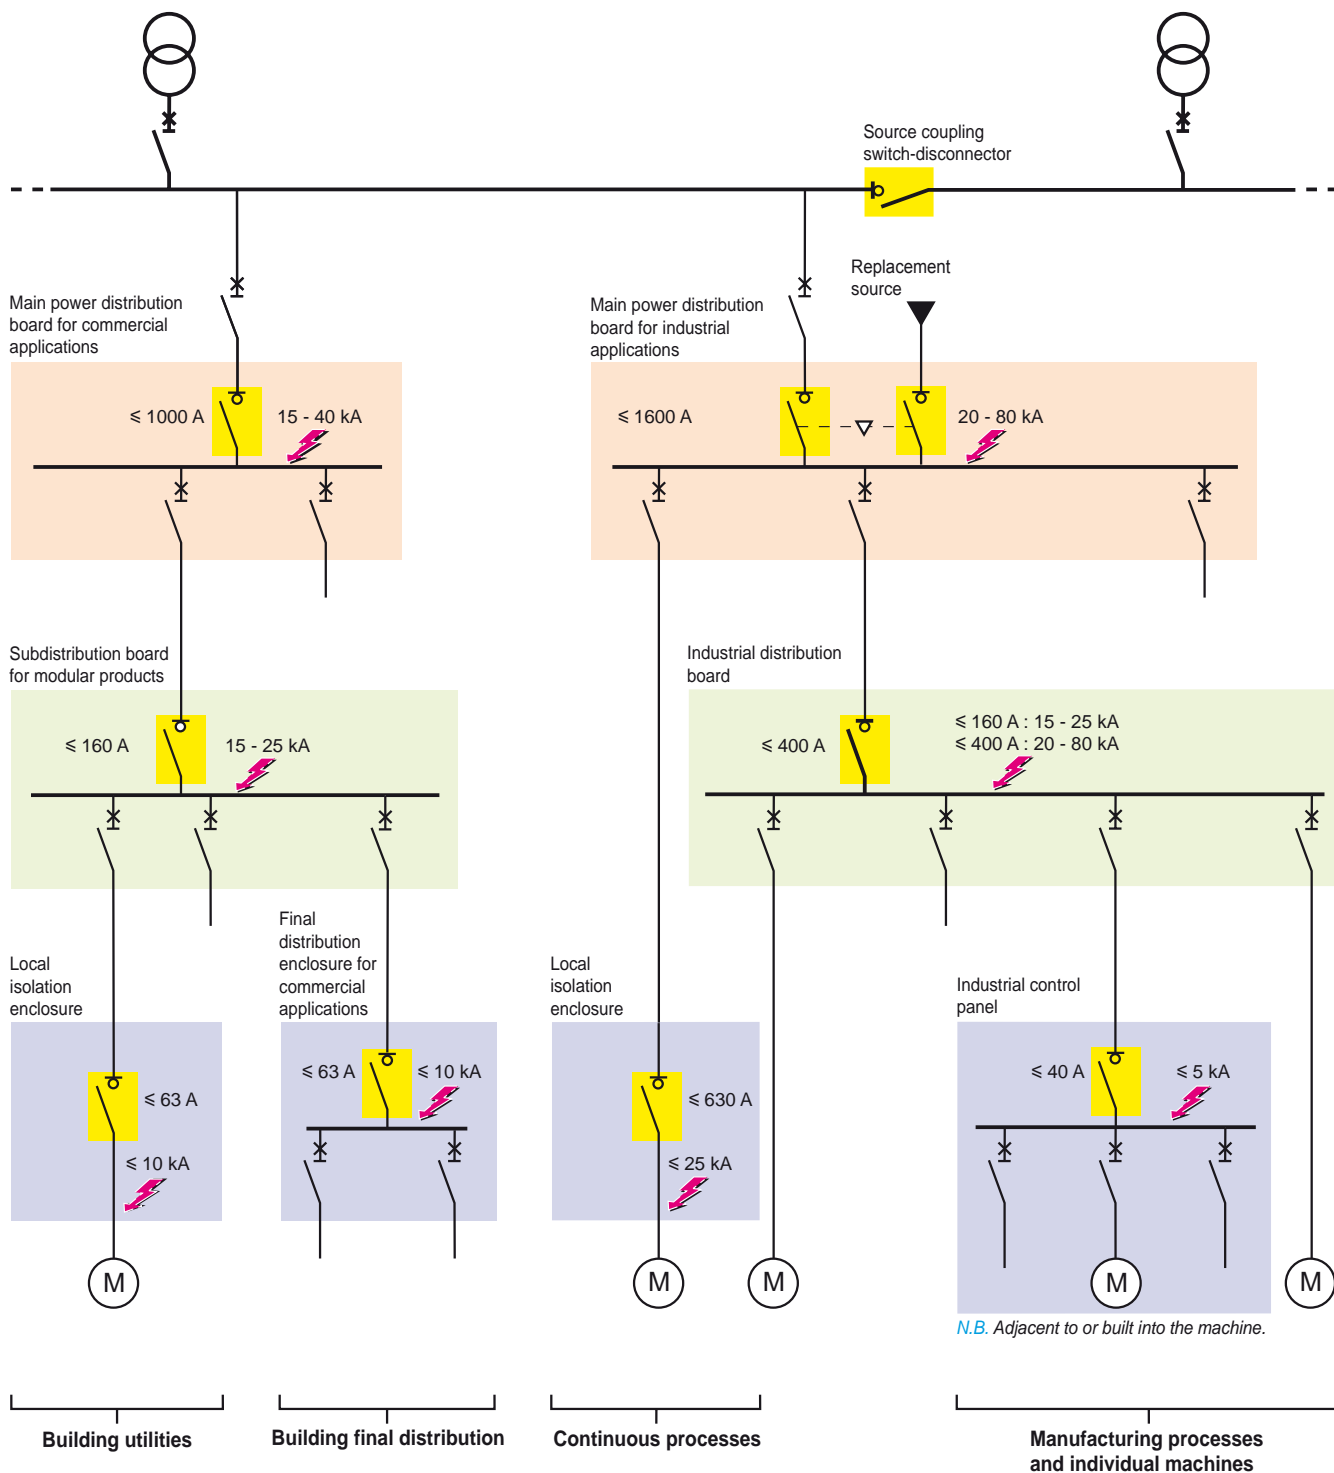 Source coupling
switch-disconnector
Replacement
source
Main power distribution
board for commercial
applications
Main power distribution
board for industrial
applications
≤ 1000 A
15 - 40 kA
≤ 1600 A
20 - 80 kA
Subdistribution board
for modular products
Industrial distribution
board
≤ 160 A
15 - 25 kA
≤ 400 A
≤ 160 A : 15 - 25 kA
≤ 400 A : 20 - 80 kA
Local
isolation
enclosure
Final
distribution
enclosure for
commercial
applications
Local
isolation
enclosure
Industrial control
panel
≤ 63 A
≤ 10 kA
≤ 63 A
≤ 10 kA
≤ 630 A
≤ 25 kA
≤ 40 A
≤ 5 kA
M
M
M
M
M
N.B. Adjacent to or built into the machine.
Building utilities
Building final distribution
Continuous processes
Manufacturing processes
and individual machines